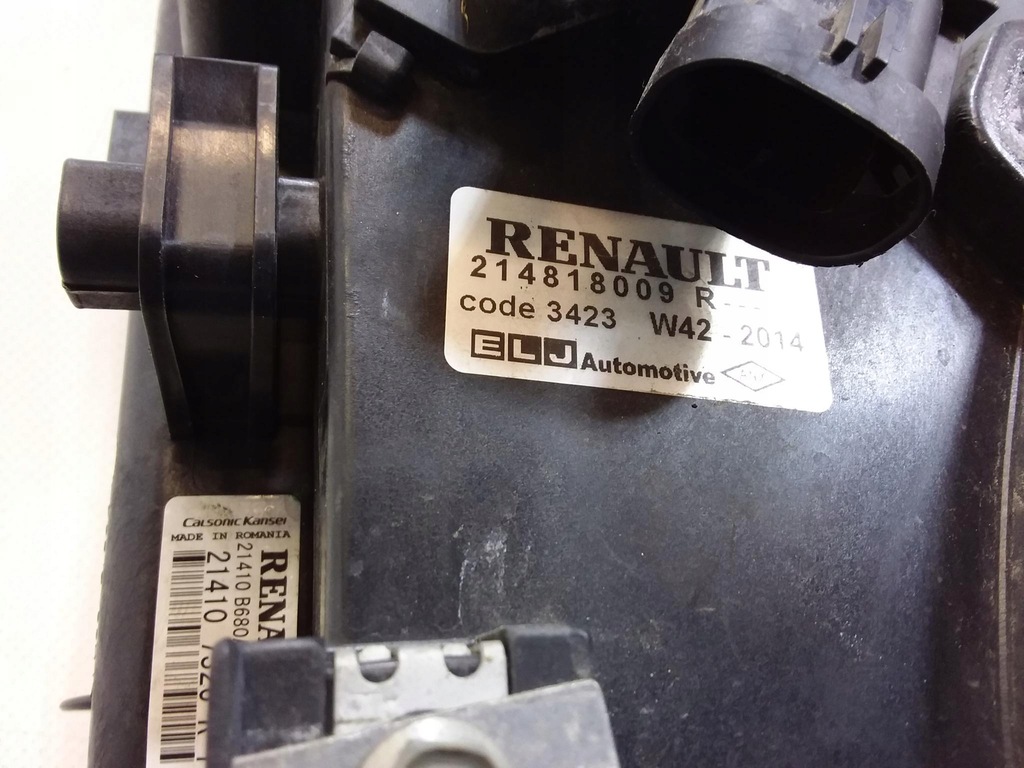 RENAULT
214818009 R---
code 3423 W42 - 2014
ELJ Automotive
Calsonic Kansei
MADE IN ROMANIA
RENA
21410 B680
21410